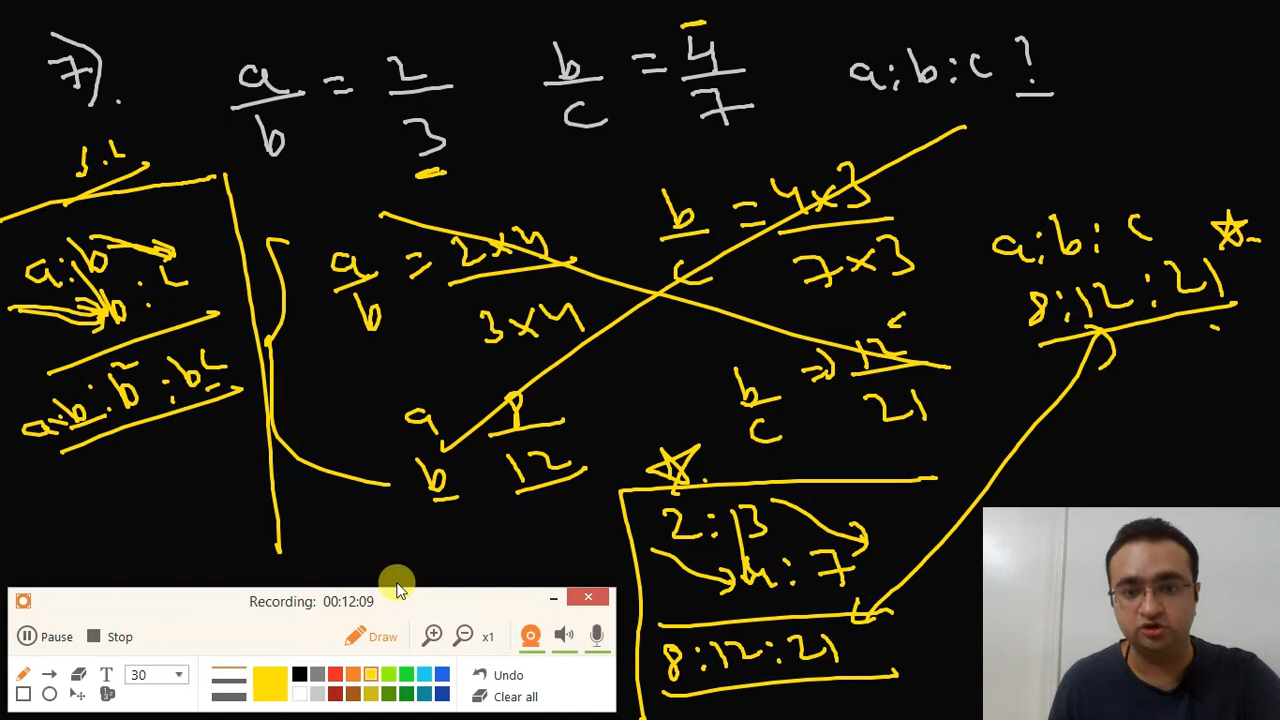 7). a/b = 2/3 b/c = 4/7 a:b:c ?
a:b
b:c
a:b:b²:bc
a/b = 2×4/3×4
b/c = 4×3/7×3
a:b:c
8:12:21
a 8
b 12
b/c ⇒ 12/21
2:3
4:7
8:12:21
Recording: 00:12:09
Pause Stop Draw x1
T 30 Undo
Clear all